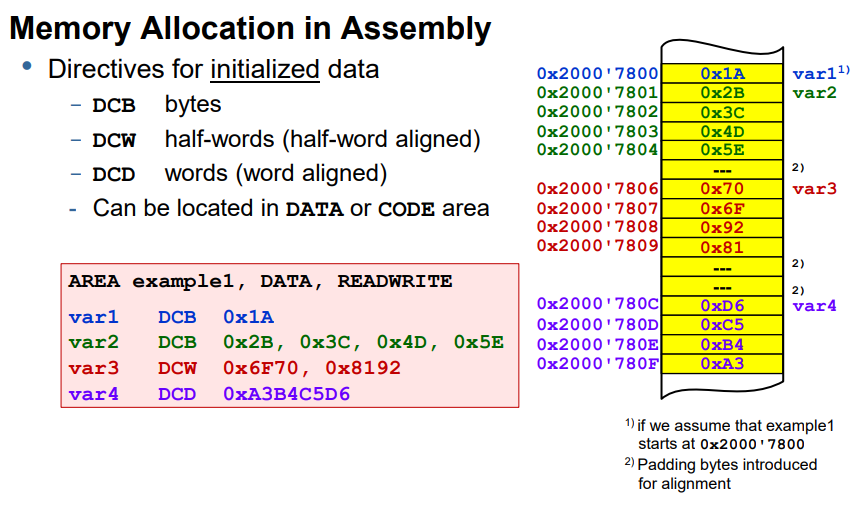 Memory Allocation in Assembly
• Directives for initialized data
– DCB bytes
– DCW half-words (half-word aligned)
– DCD words (word aligned)
- Can be located in DATA or CODE area
AREA example1, DATA, READWRITE
var1 DCB 0x1A
var2 DCB 0x2B, 0x3C, 0x4D, 0x5E
var3 DCW 0x6F70, 0x8192
var4 DCD 0xA3B4C5D6
0x2000'7800 0x1A var1 1)
0x2000'7801 0x2B var2
0x2000'7802 0x3C
0x2000'7803 0x4D
0x2000'7804 0x5E
--- 2)
0x2000'7806 0x70 var3
0x2000'7807 0x6F
0x2000'7808 0x92
0x2000'7809 0x81
--- 2)
--- 2)
0x2000'780C 0xD6 var4
0x2000'780D 0xC5
0x2000'780E 0xB4
0x2000'780F 0xA3
1) if we assume that example1
starts at 0x2000'7800
2) Padding bytes introduced
for alignment